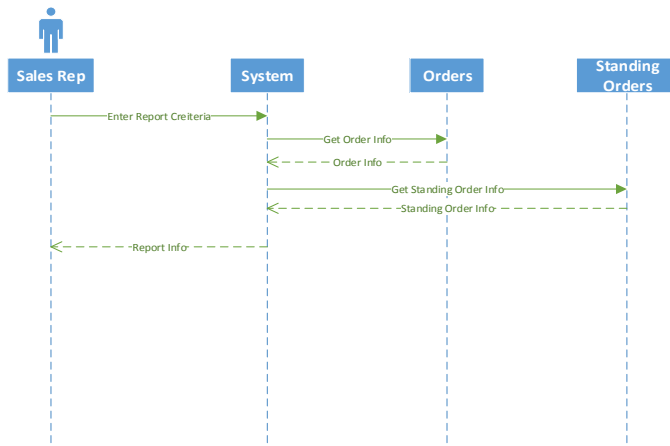 Sales Rep
System
Orders
Standing
Orders
Enter Report Creiteria
Get Order Info
Order Info
Get Standing Order Info
Standing Order Info
Report Info